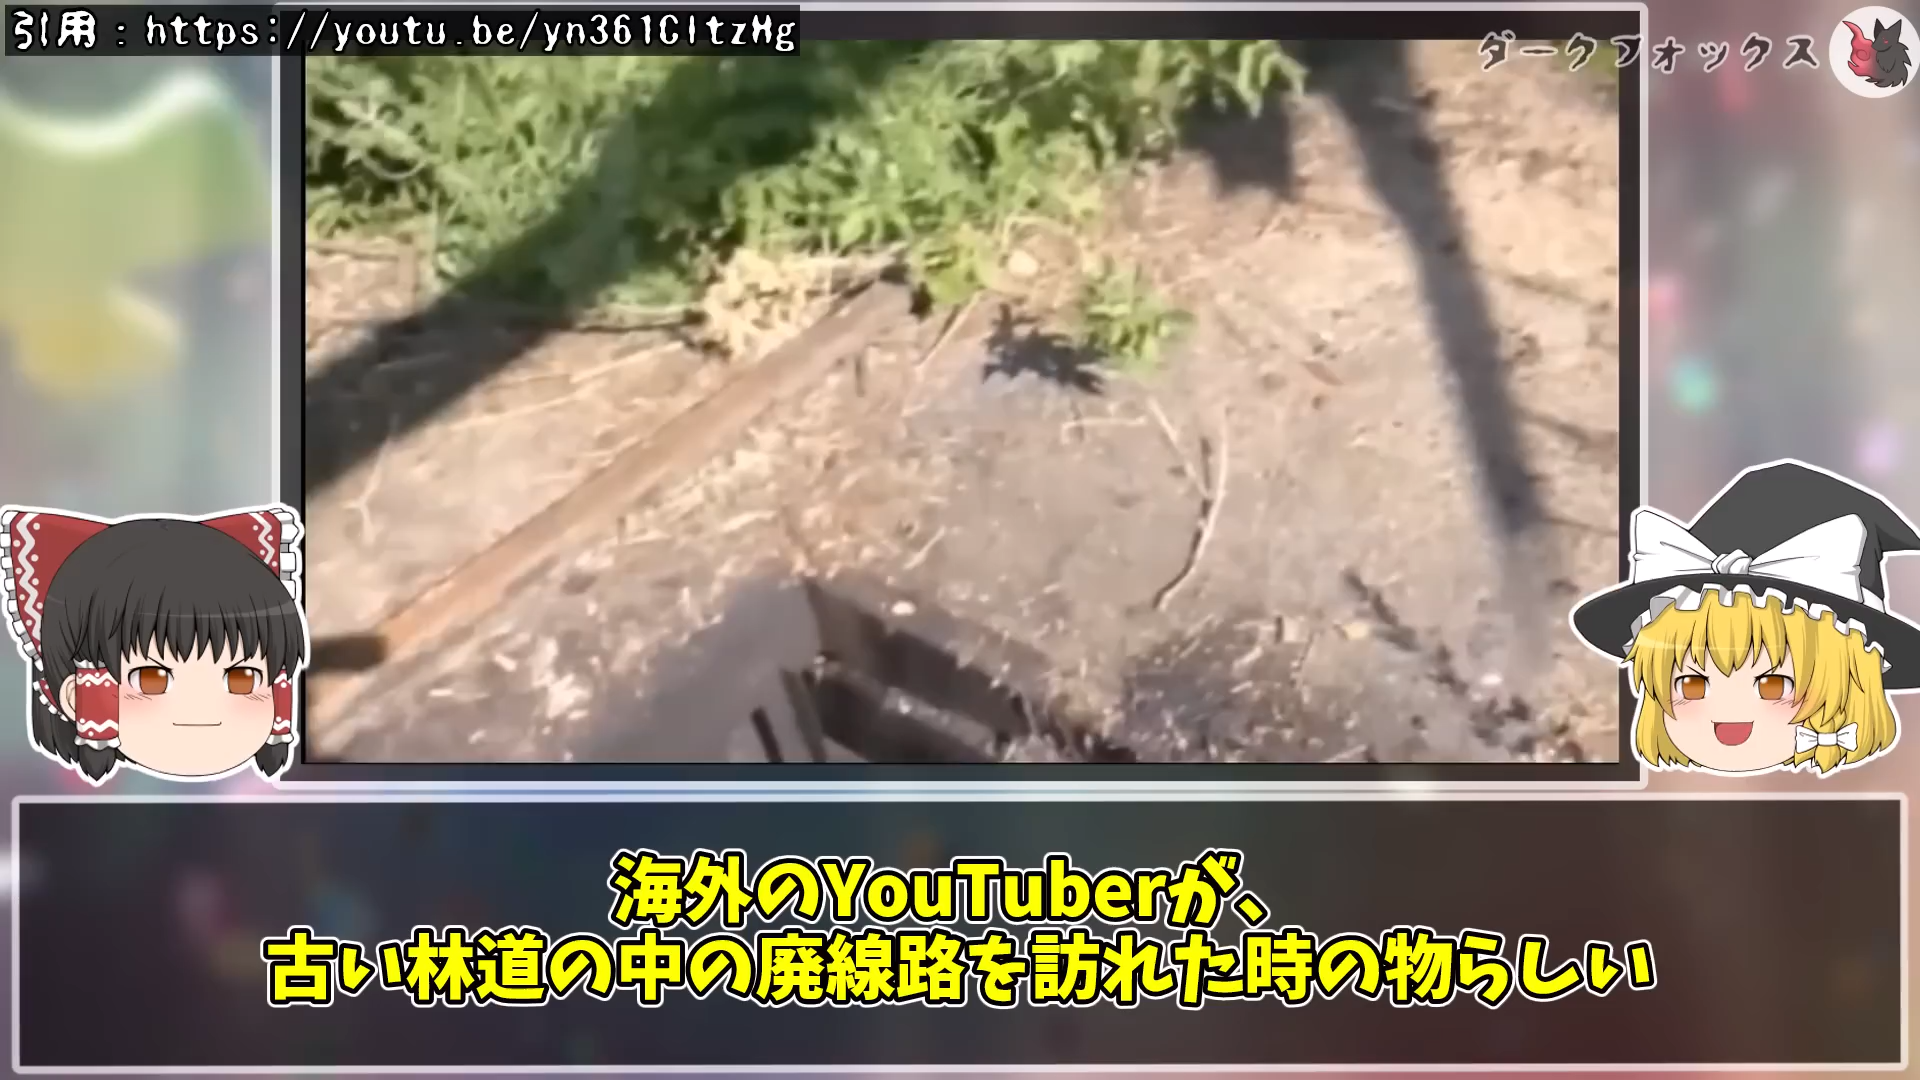 引用：https://youtu.be/yn361CItzMg
ダークフォックス
海外のYouTuberが、
古い林道の中の廃線路を訪れた時の物らしい